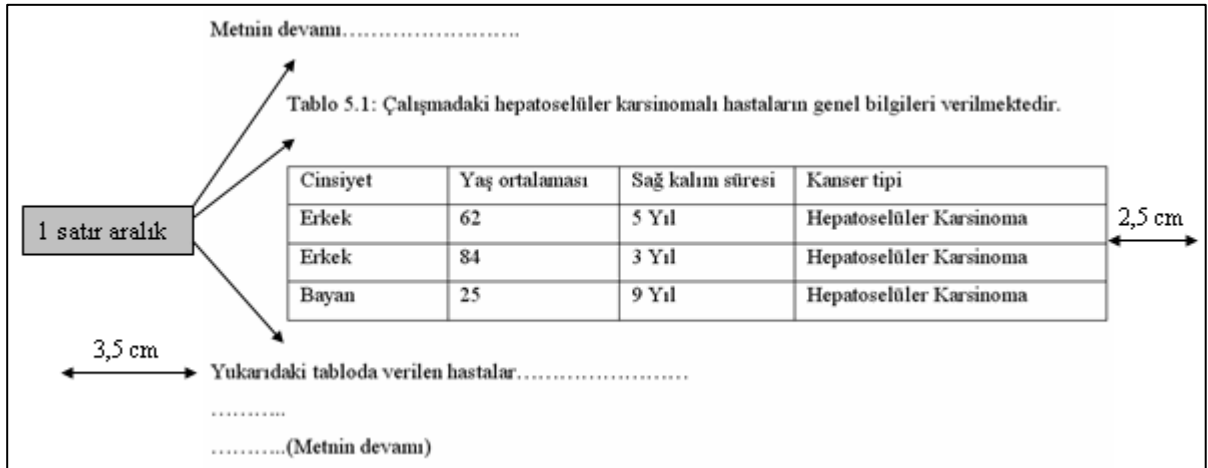 Metnin devamı…………………….
Tablo 5.1: Çalışmadaki hepatoselüler karsinomalı hastaların genel bilgileri verilmektedir.
Cinsiyet Yaş ortalaması Sağ kalım süresi Kanser tipi
Erkek 62 5 Yıl Hepatoselüler Karsinoma
1 satır aralık
2,5 cm
Erkek 84 3 Yıl Hepatoselüler Karsinoma
Bayan 25 9 Yıl Hepatoselüler Karsinoma
3,5 cm
Yukarıdaki tabloda verilen hastalar……………………
………..
………..(Metnin devamı)